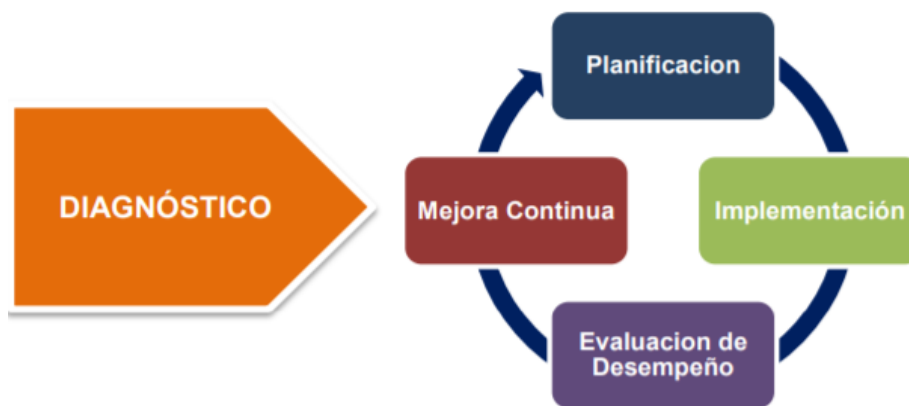 DIAGNÓSTICO
Planificacion
Mejora Continua
Implementación
Evaluacion de
Desempeño